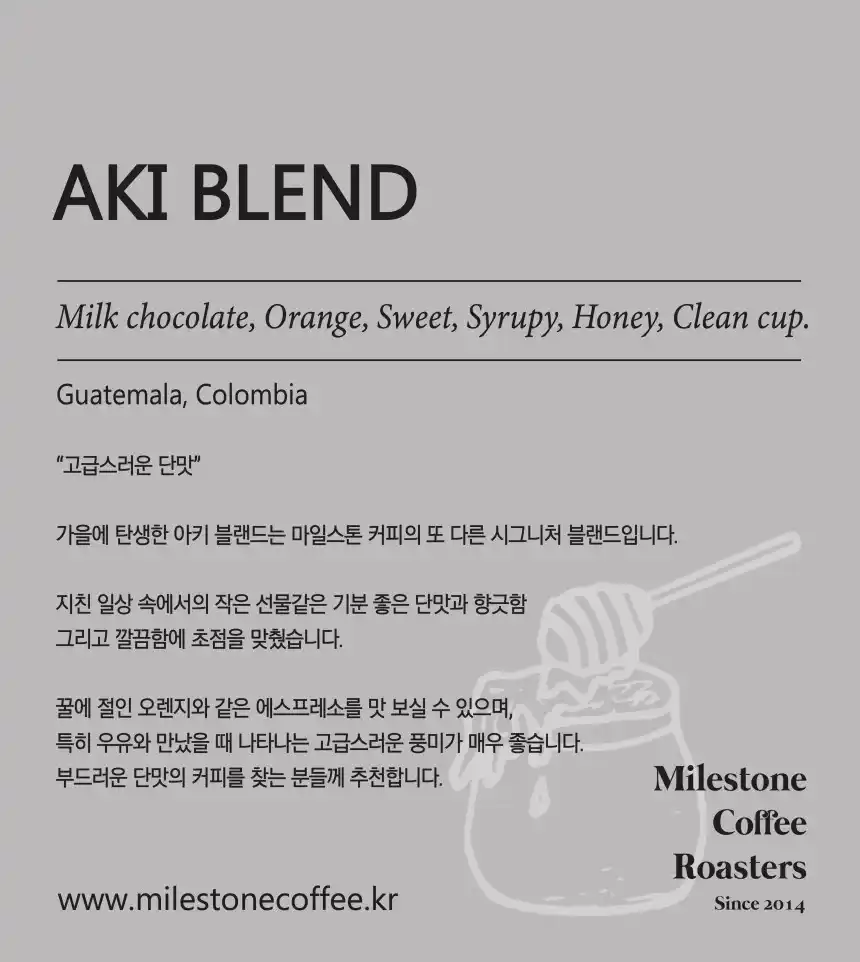 AKI BLEND
Milk chocolate, Orange, Sweet, Syrupy, Honey, Clean cup.
Guatemala, Colombia
“고급스러운 단맛”
가을에 탄생한 아키 블랜드는 마일스톤 커피의 또 다른 시그니처 블랜드입니다.
지친 일상 속에서의 작은 선물같은 기분 좋은 단맛과 향긋함
그리고 깔끔함에 초점을 맞췄습니다.
꿀에 절인 오렌지와 같은 에스프레소를 맛 보실 수 있으며,
특히 우유와 만났을 때 나타나는 고급스러운 풍미가 매우 좋습니다.
부드러운 단맛의 커피를 찾는 분들께 추천합니다.
Milestone
Coffee
Roasters
Since 2014
www.milestonecoffee.kr